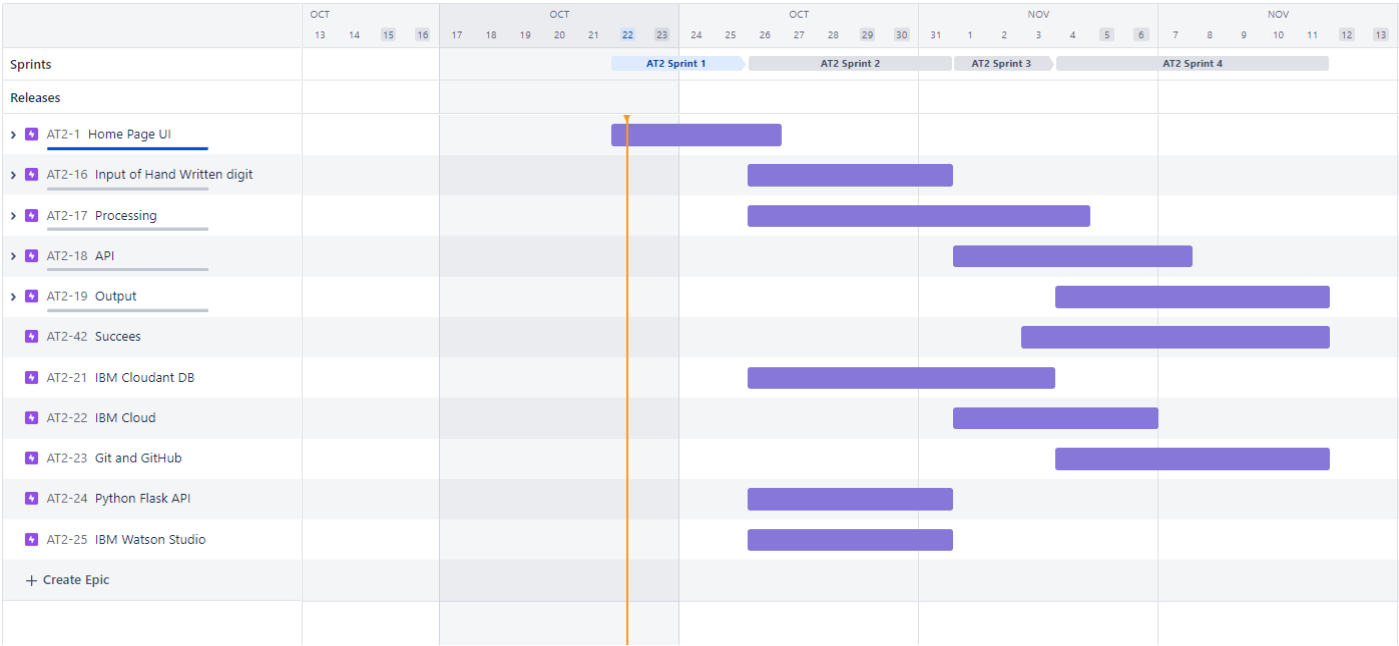 OCT OCT OCT NOV NOV
13 14 15 16 17 18 19 20 21 22 23 24 25 26 27 28 29 30 31 1 2 3 4 5 6 7 8 9 10 11 12 13
Sprints AT2 Sprint 1 AT2 Sprint 2 AT2 Sprint 3 AT2 Sprint 4
Releases
AT2-1 Home Page UI
AT2-16 Input of Hand Written digit
AT2-17 Processing
AT2-18 API
AT2-19 Output
AT2-42 Succees
AT2-21 IBM Cloudant DB
AT2-22 IBM Cloud
AT2-23 Git and GitHub
AT2-24 Python Flask API
AT2-25 IBM Watson Studio
+ Create Epic